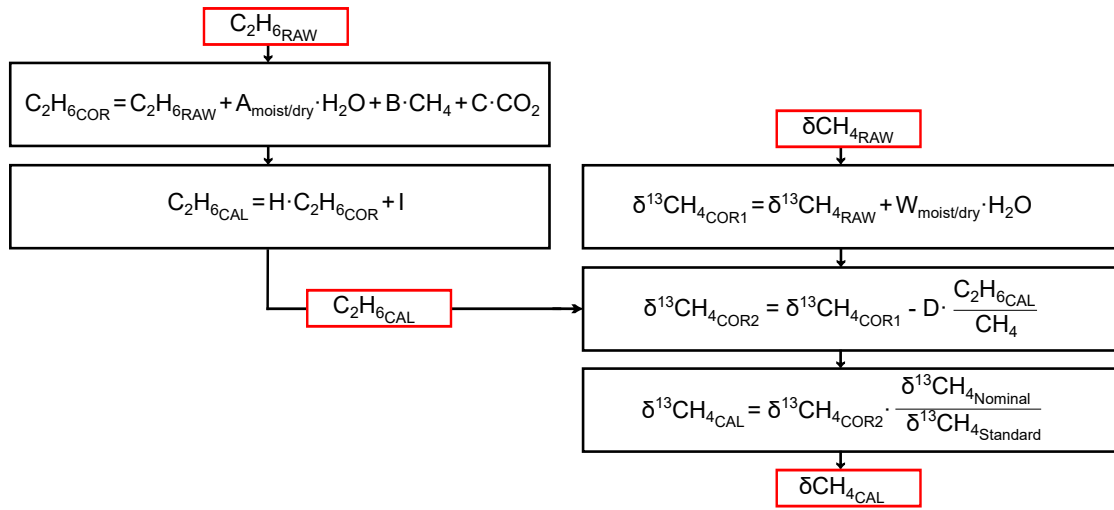 C₂H₆RAW
C₂H₆COR = C₂H₆RAW + Amoist/dry·H₂O + B·CH₄ + C·CO₂
C₂H₆CAL = H·C₂H₆COR + I
C₂H₆CAL
δCH₄RAW
δ¹³CH₄COR1 = δ¹³CH₄RAW + Wmoist/dry·H₂O
δ¹³CH₄COR2 = δ¹³CH₄COR1 - D· C₂H₆CAL
CH₄
δ¹³CH₄CAL = δ¹³CH₄COR2 · δ¹³CH₄Nominal
δ¹³CH₄Standard
δCH₄CAL